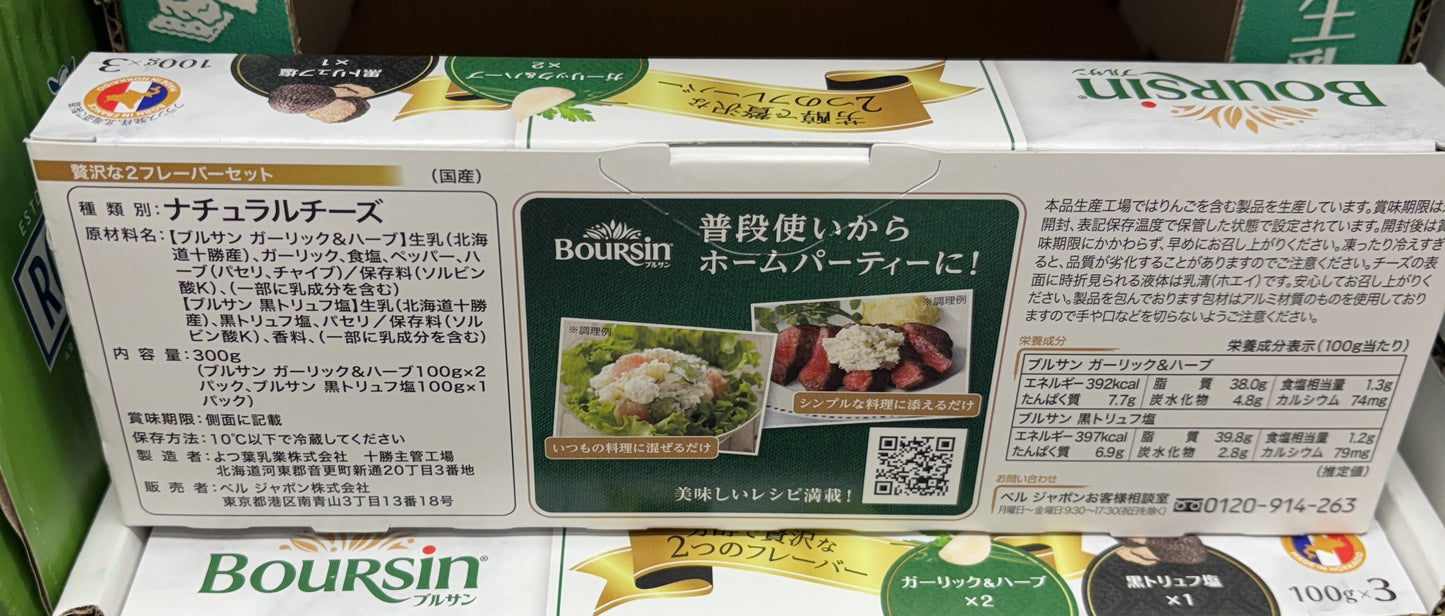 100g×3
黒トリュフ塩
×1
ガーリック&ハーブ
×2
芳醇で贅沢な
2つのフレーバー
Boursin®
ブルサン
贅沢な2フレーバーセット
(国産)
種類別:ナチュラルチーズ
原材料名:【ブルサン ガーリック&ハーブ】生乳(北海
道十勝産)、ガーリック、食塩、ペッパー、ハ
ーブ(パセリ、チャイブ)/保存料(ソルビン
酸K)、(一部に乳成分を含む)
【ブルサン 黒トリュフ塩】生乳(北海道十勝
産)、黒トリュフ塩、パセリ/保存料(ソル
ビン酸K)、香料、(一部に乳成分を含む)
内容量:300g
(ブルサン ガーリック&ハーブ100g×2
パック、ブルサン 黒トリュフ塩100g×1
パック)
賞味期限:側面に記載
保存方法:10℃以下で冷蔵してください
製造者:よつ葉乳業株式会社 十勝主管工場
北海道河東郡音更町新通20丁目3番地
販売者:ベル ジャポン株式会社
東京都港区南青山3丁目13番18号
Boursin
ブルサン
普段使いから
ホームパーティーに!
※調理例
※調理例
シンプルな料理に添えるだけ
いつもの料理に混ぜるだけ
美味しいレシピ満載!
本品生産工場ではりんごを含む製品を生産しています。賞味期限は
開封、表記保存温度で保管した状態で設定されています。開封後は
味期限にかかわらず、早めにお召し上がりください。凍ったり冷えすぎ
ると、品質が劣化することがありますのでご注意ください。チーズの表
面に時折見られる液体は乳清(ホエイ)です。安心してお召し上がりく
ださい。製品を包んでおります包材はアルミ材質のものを使用しており
ますので手や口などを切らないようご注意ください。
栄養成分
栄養成分表示(100g当たり)
ブルサン ガーリック&ハーブ
エネルギー 392kcal 脂質 38.0g 食塩相当量 1.3g
たんぱく質 7.7g 炭水化物 4.8g カルシウム 74mg
ブルサン 黒トリュフ塩
エネルギー 397kcal 脂質 39.8g 食塩相当量 1.2g
たんぱく質 6.9g 炭水化物 2.8g カルシウム 79mg
(推定値)
お問い合わせ
ベル ジャポンお客様相談室 0120-914-263
月曜日~金曜日9:30~17:30(祝日を除く)
Boursin®
ブルサン
芳醇で贅沢な
2つのフレーバー
ガーリック&ハーブ
×2
黒トリュフ塩
×1
100g×3